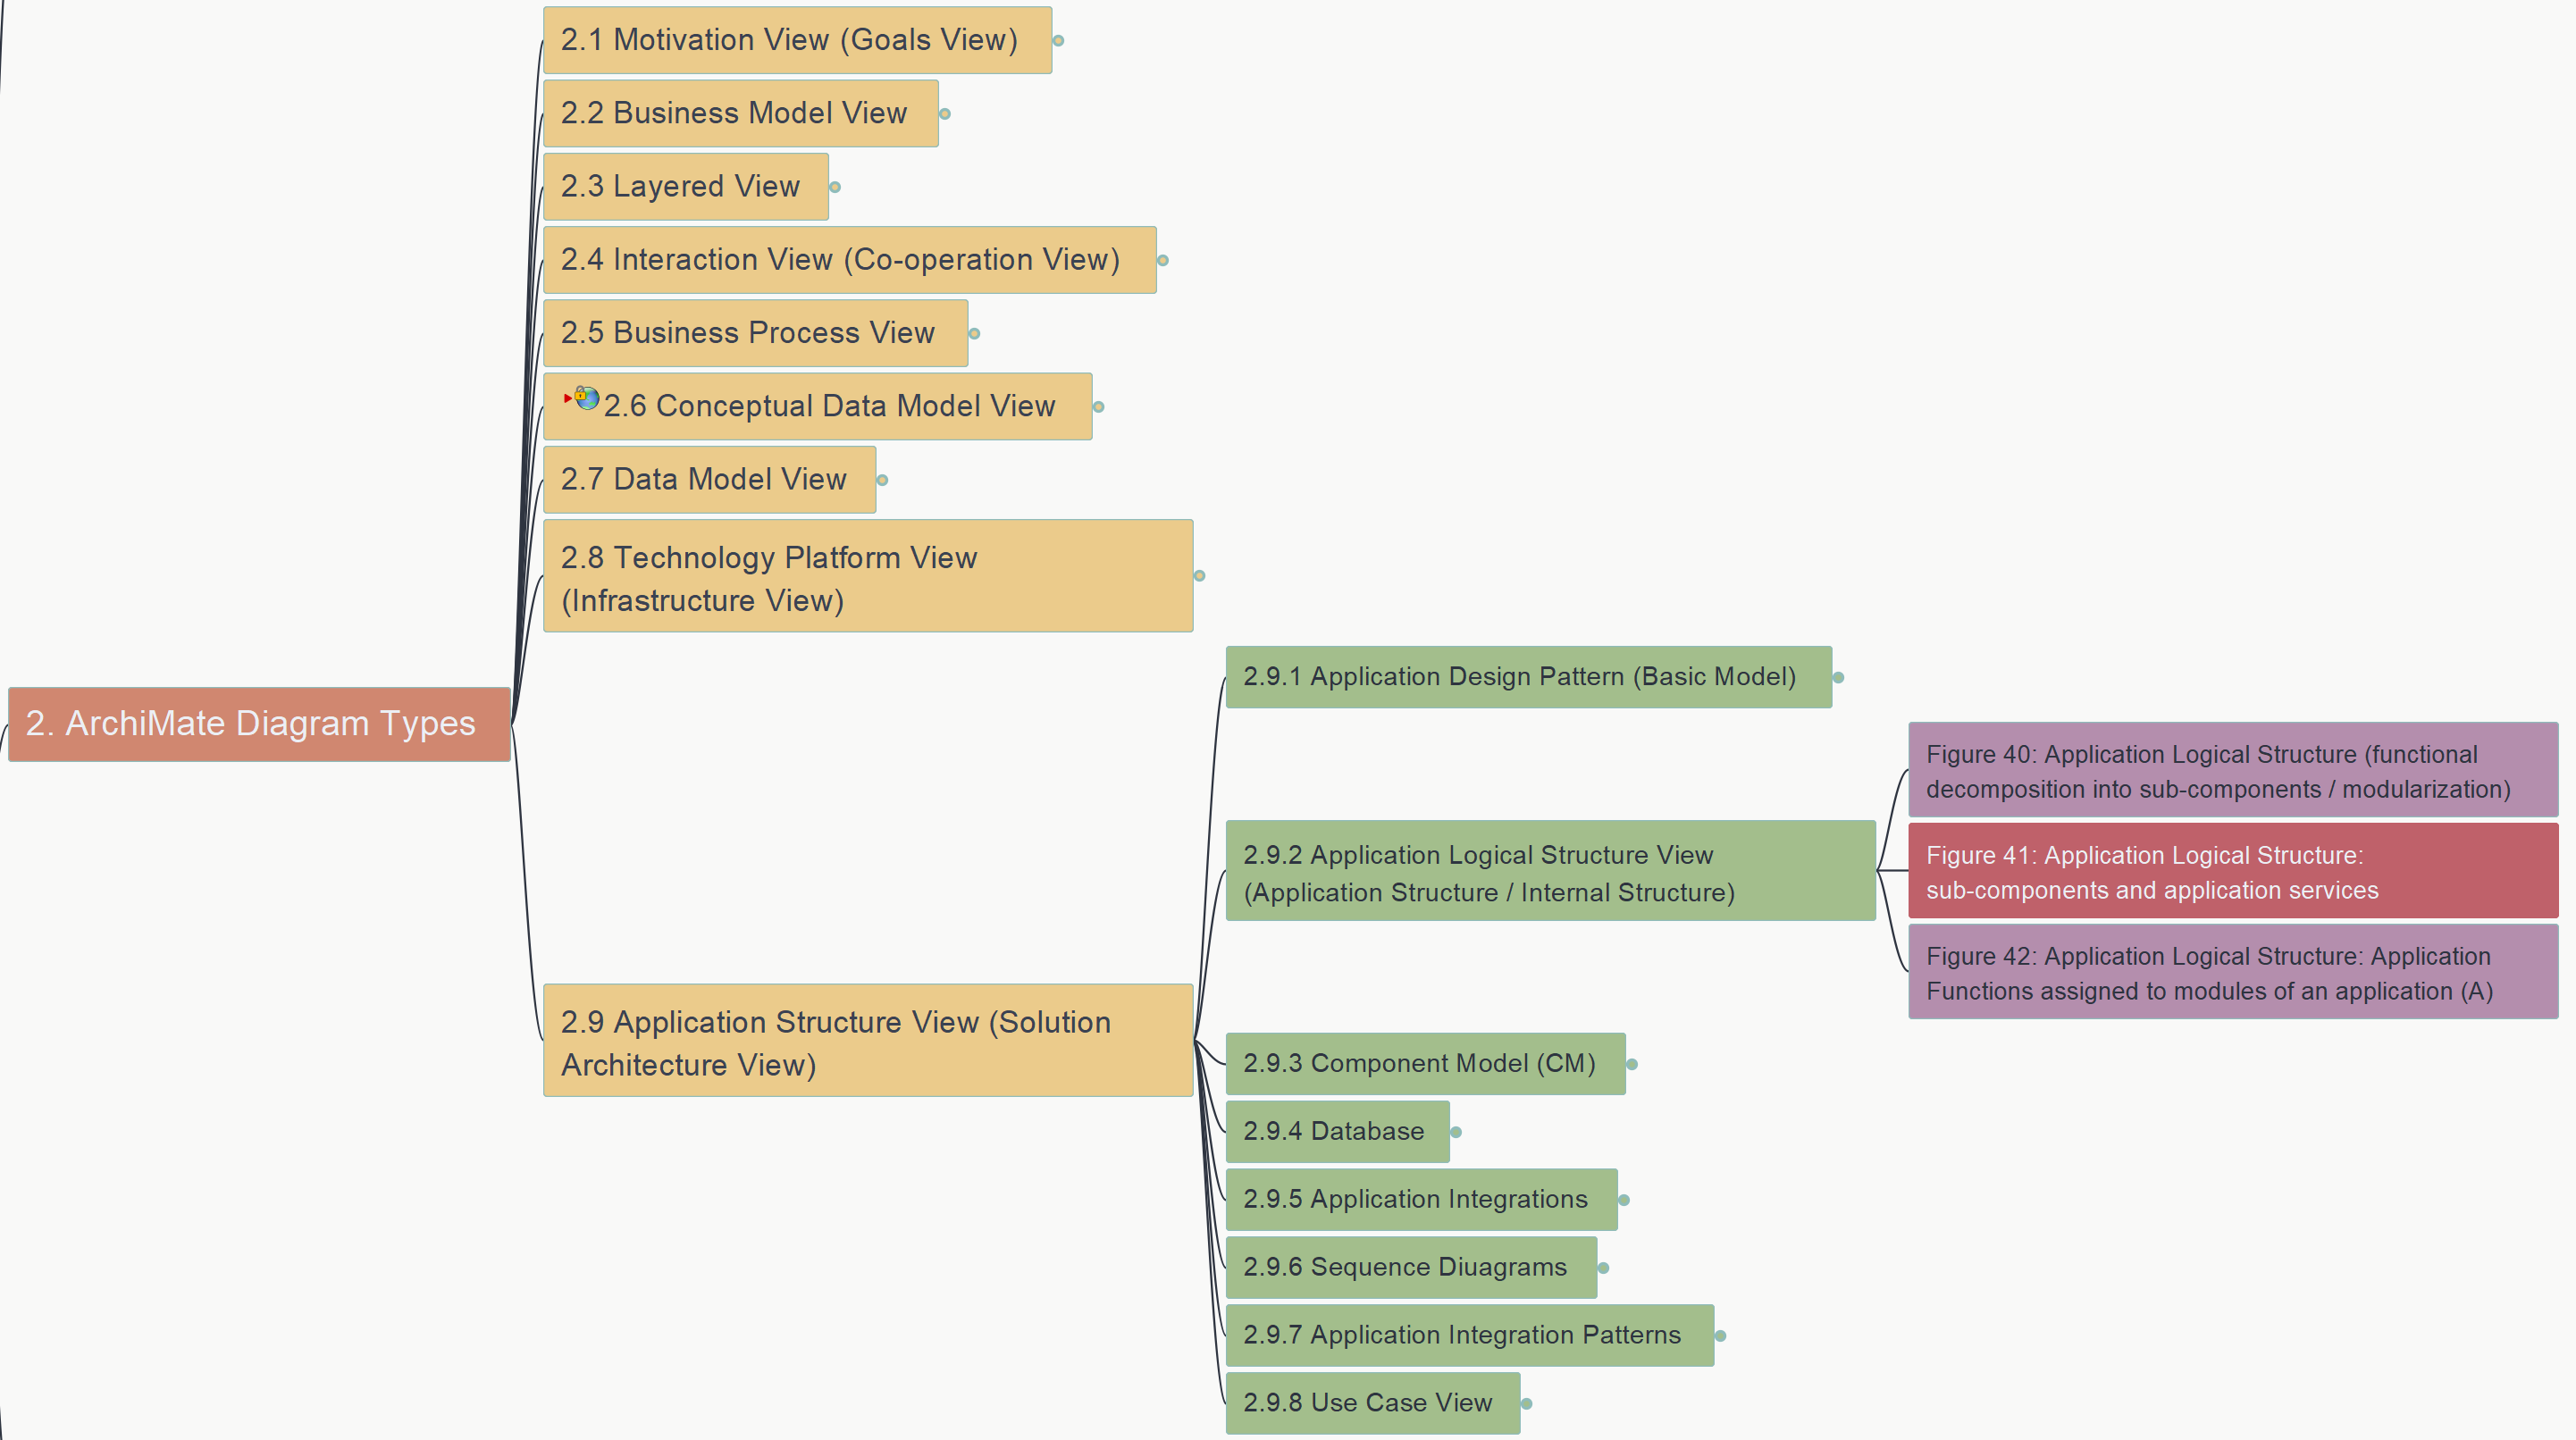 2.1 Motivation View (Goals View)
2.2 Business Model View
2.3 Layered View
2.4 Interaction View (Co-operation View)
2.5 Business Process View
2.6 Conceptual Data Model View
2.7 Data Model View
2.8 Technology Platform View
(Infrastructure View)
2. ArchiMate Diagram Types
2.9 Application Structure View (Solution
Architecture View)
2.9.1 Application Design Pattern (Basic Model)
2.9.2 Application Logical Structure View
(Application Structure / Internal Structure)
Figure 40: Application Logical Structure (functional
decomposition into sub-components / modularization)
Figure 41: Application Logical Structure:
sub-components and application services
Figure 42: Application Logical Structure: Application
Functions assigned to modules of an application (A)
2.9.3 Component Model (CM)
2.9.4 Database
2.9.5 Application Integrations
2.9.6 Sequence Diuagrams
2.9.7 Application Integration Patterns
2.9.8 Use Case View